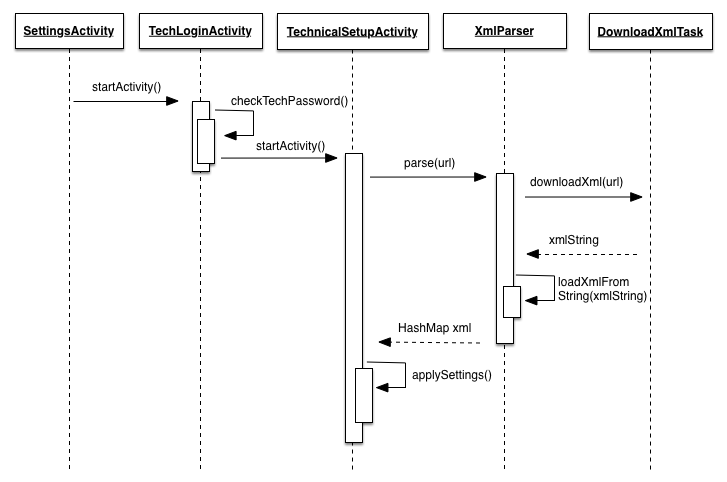 SettingsActivity
TechLoginActivity
TechnicalSetupActivity
XmlParser
DownloadXmlTask
startActivity()
checkTechPassword()
startActivity()
parse(url)
downloadXml(url)
xmlString
loadXmlFrom
String(xmlString)
HashMap xml
applySettings()